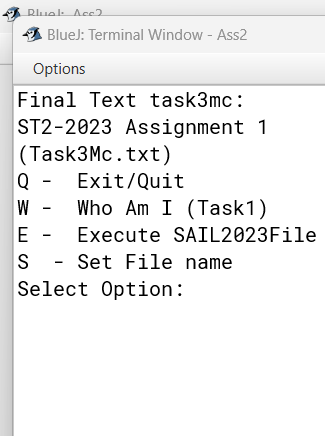 BlueJ: Ass2
BlueJ: Terminal Window - Ass2
Options
Final Text task3mc:
ST2-2023 Assignment 1
(Task3Mc.txt)
Q -  Exit/Quit
W -  Who Am I (Task1)
E -  Execute SAIL2023File
S  - Set File name
Select Option: